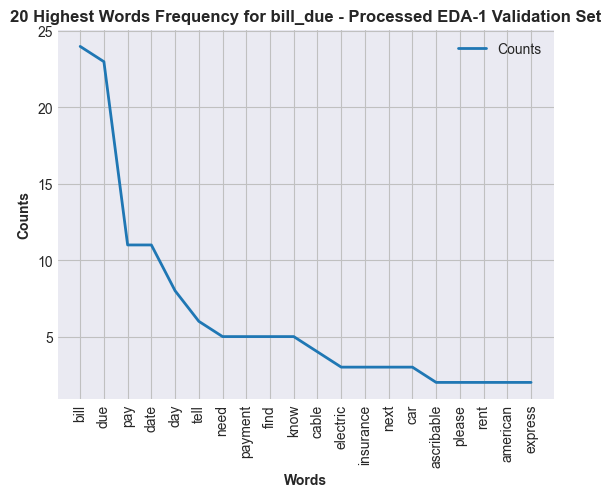 20 Highest Words Frequency for bill_due - Processed EDA-1 Validation Set
Counts
25
20
15
10
5
Counts
bill
due
pay
date
day
tell
need
payment
find
know
cable
electric
insurance
next
car
ascribable
please
rent
american
express
Words